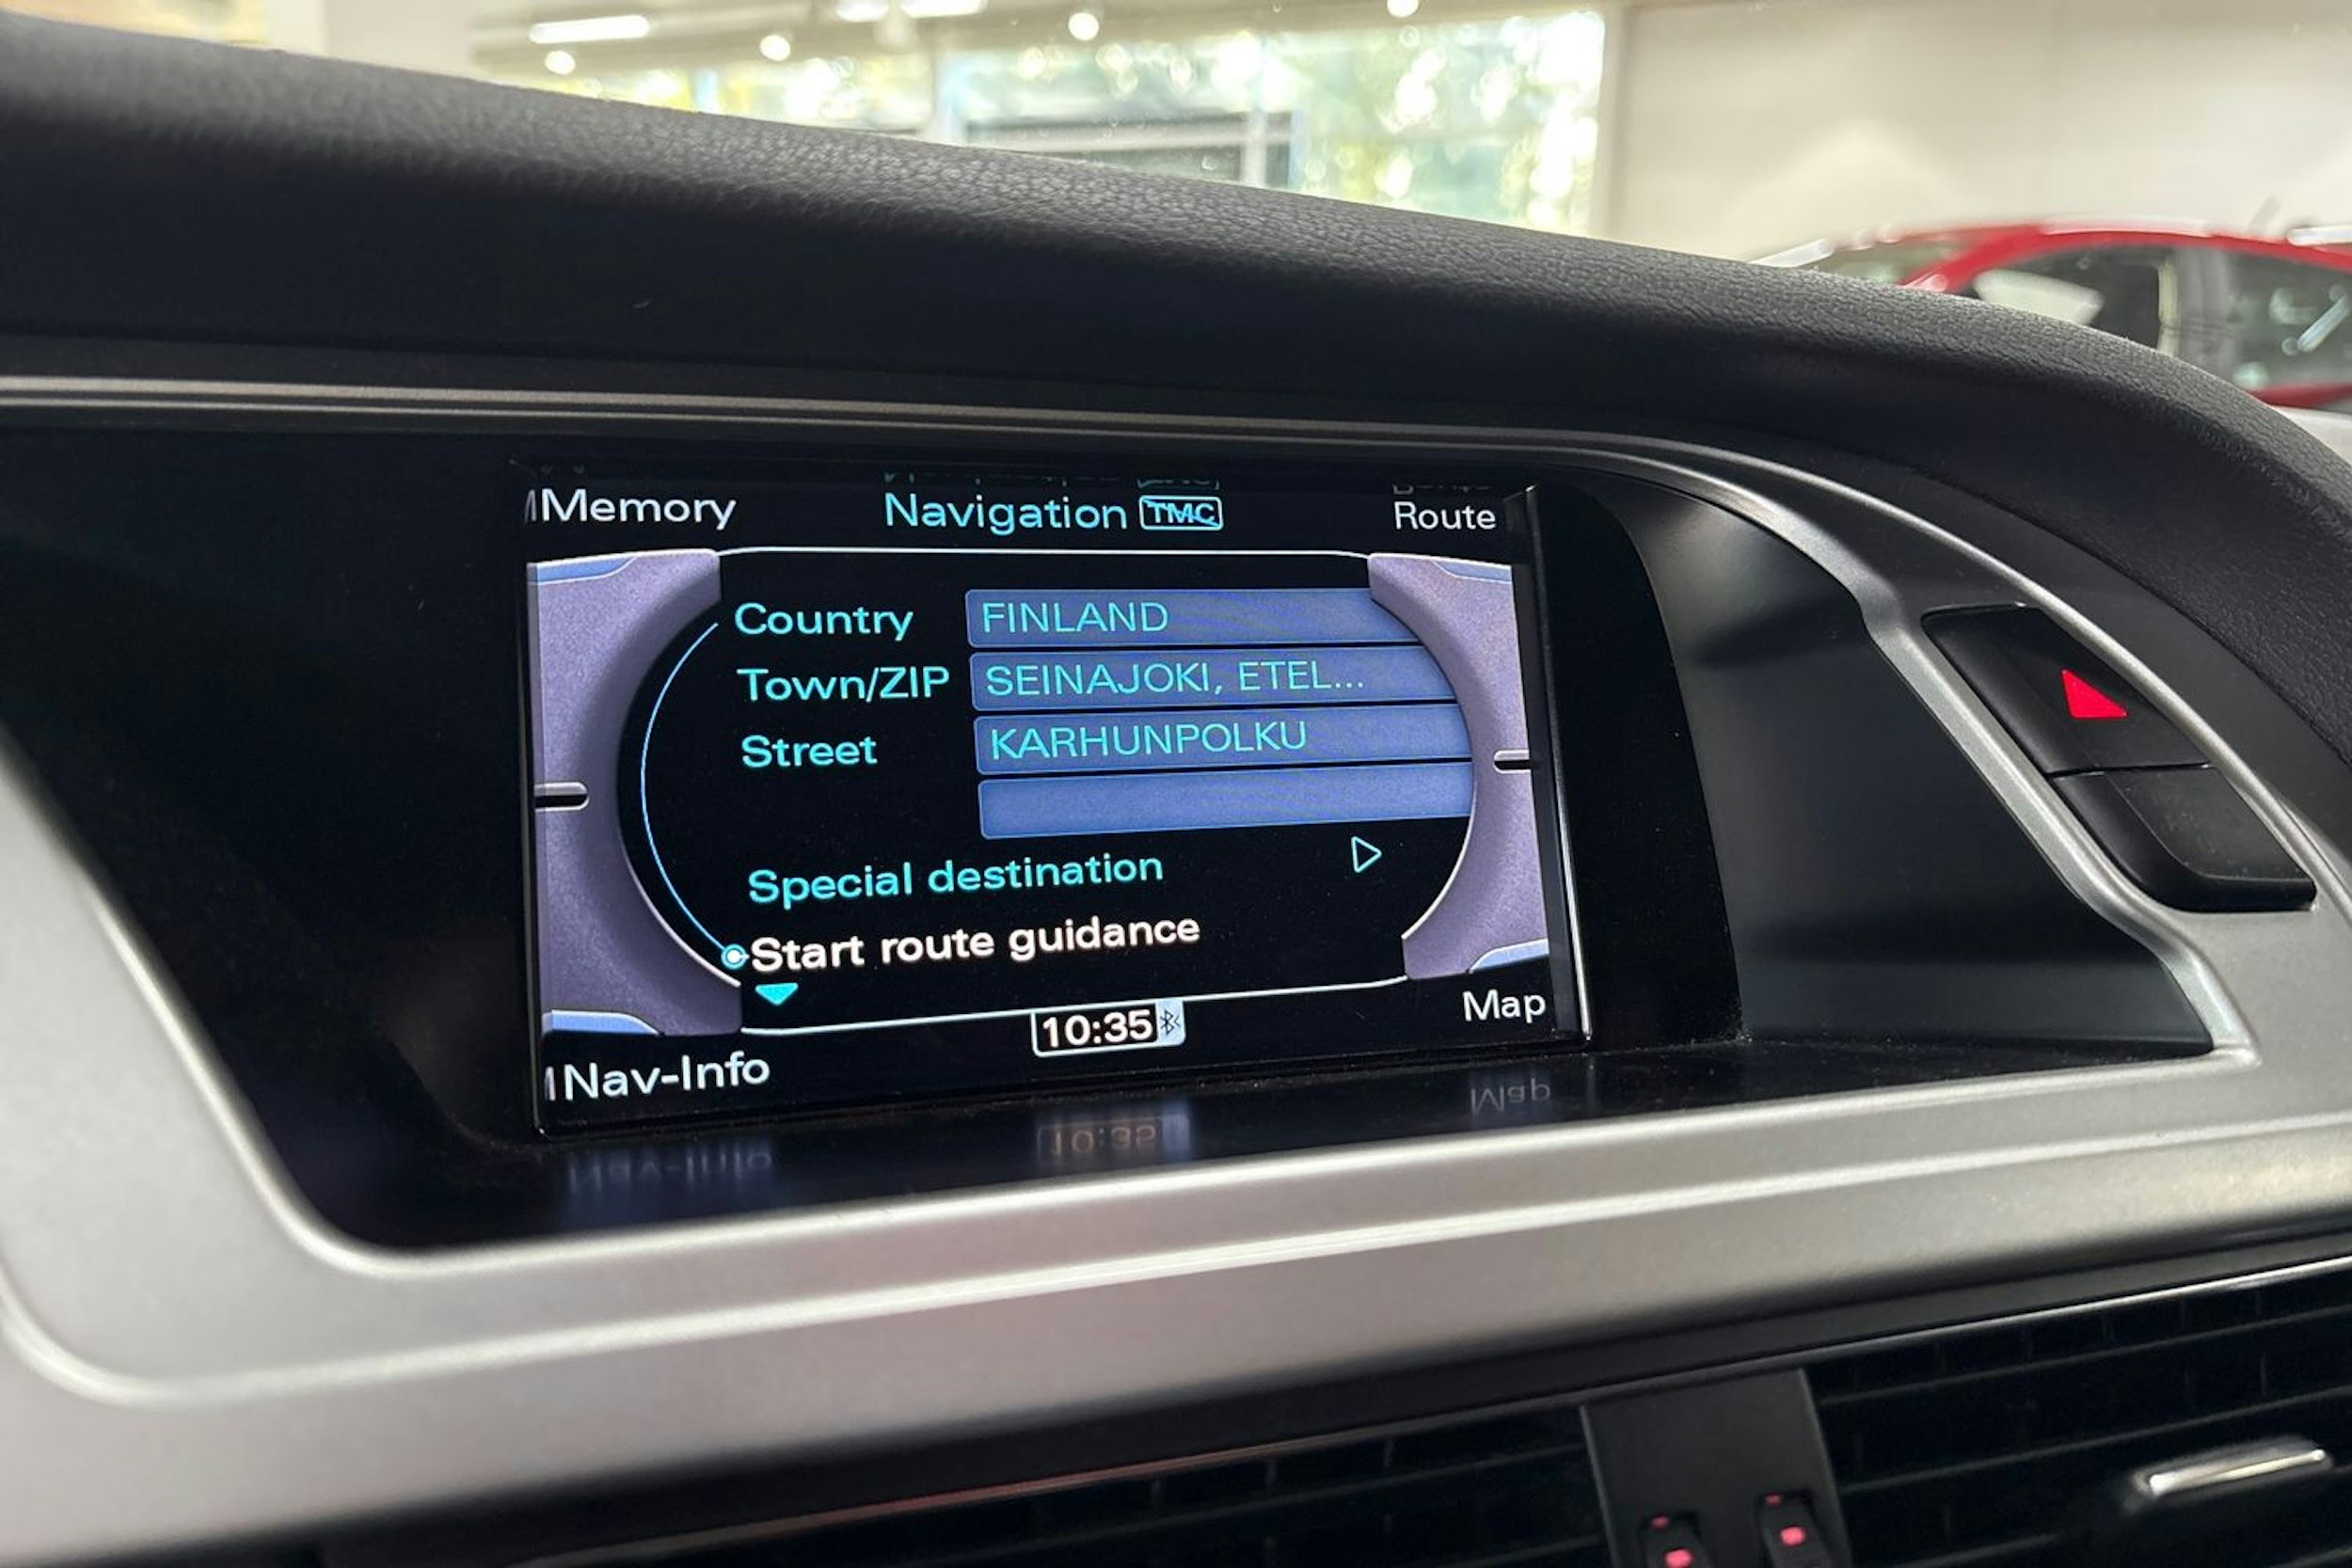 Memory
Navigation TMC
Route
Country FINLAND
Town/ZIP SEINAJOKI, ETEL...
Street KARHUNPOLKU
Special destination
Start route guidance
Map
10:35
Nav-Info